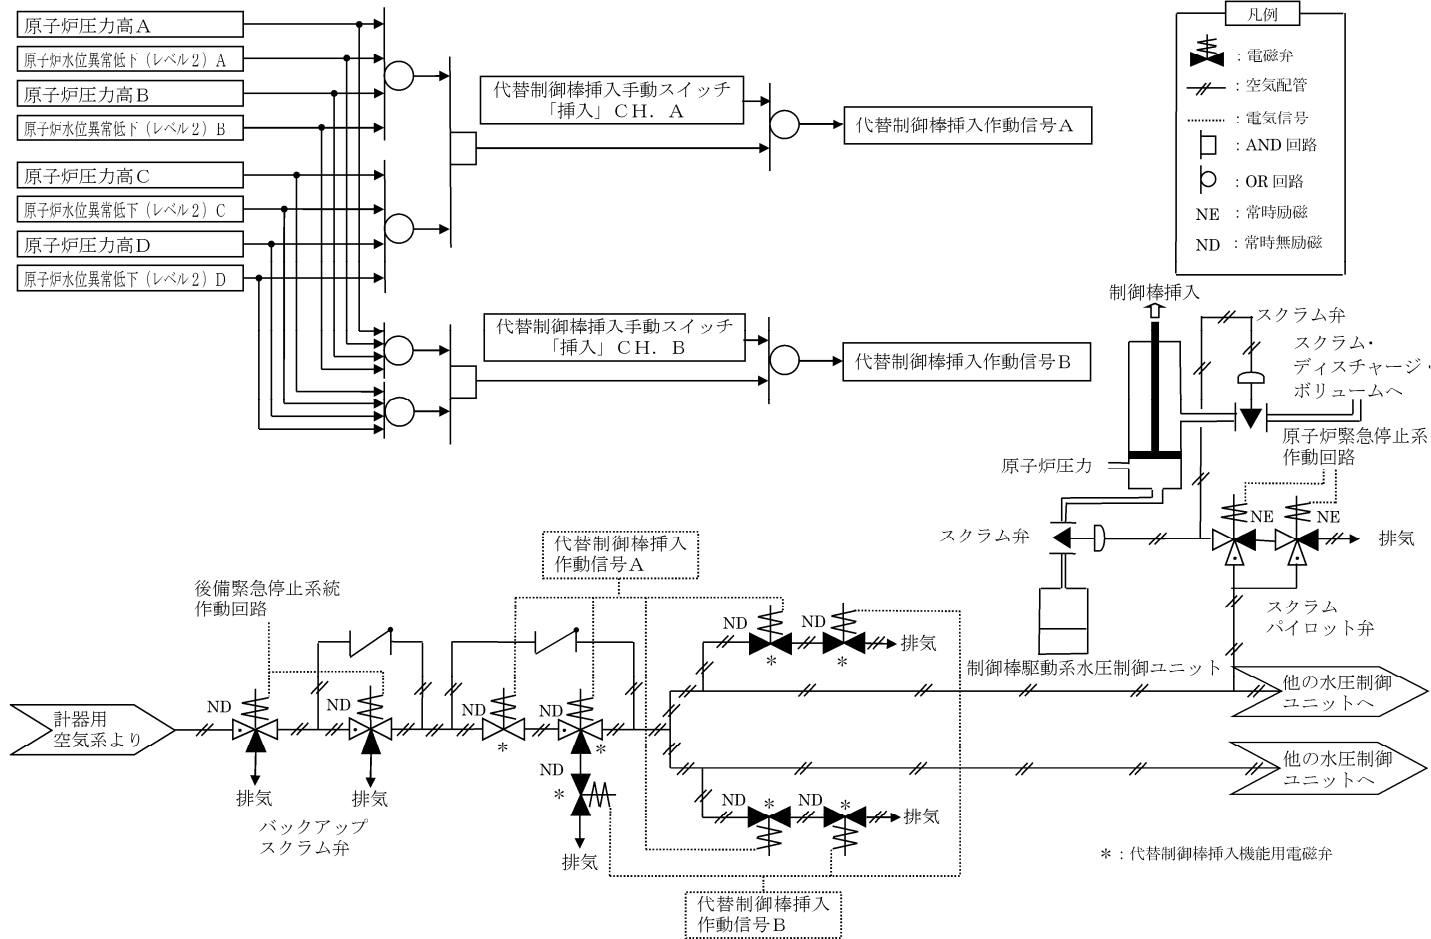 原子炉圧力高A
原子炉水位異常低下（レベル２）A
原子炉圧力高B
原子炉水位異常低下（レベル２）B
原子炉圧力高C
原子炉水位異常低下（レベル２）C
原子炉圧力高D
原子炉水位異常低下（レベル２）D
代替制御棒挿入手動スイッチ
「挿入」CH．A
代替制御棒挿入作動信号A
代替制御棒挿入手動スイッチ
「挿入」CH．B
代替制御棒挿入作動信号B
凡例
：電磁弁
：空気配管
：電気信号
：AND 回路
：OR 回路
NE ：常時励磁
ND ：常時無励磁
制御棒挿入
スクラム弁
スクラム・
ディスチャージ・
ボリュームへ
原子炉圧力
原子炉緊急停止系
作動回路
NE
NE
スクラム弁
排気
スクラム
パイロット弁
制御棒駆動系水圧制御ユニット
代替制御棒挿入
作動信号A
後備緊急停止系統
作動回路
計器用
空気系より
ND
ND
排気
排気
バックアップ
スクラム弁
ND
＊
ND
＊
ND
＊
排気
ND
＊
ND
＊
排気
他の水圧制御
ユニットへ
他の水圧制御
ユニットへ
ND
＊
ND
＊
排気
代替制御棒挿入
作動信号B
＊：代替制御棒挿入機能用電磁弁